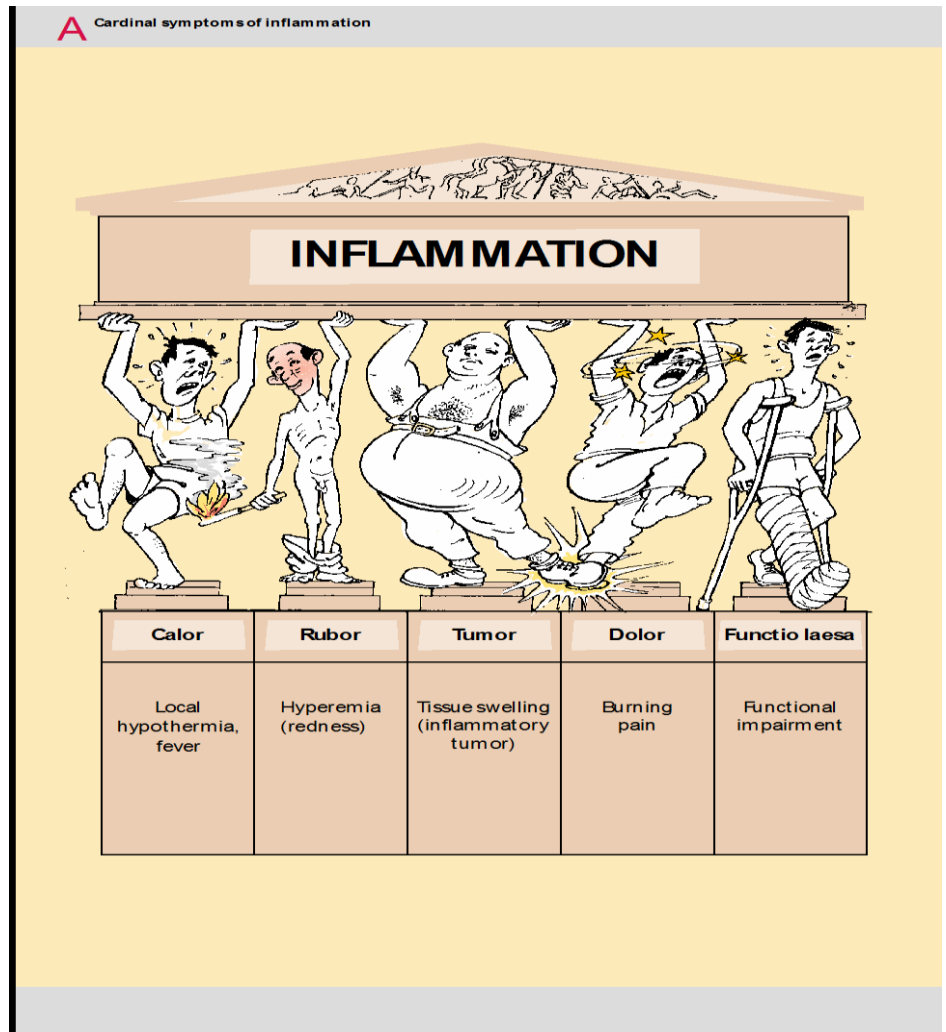 A Cardinal symptoms of inflammation
INFLAMMATION
Calor
Rubor
Tumor
Dolor
Functio laesa
Local
hypothermia,
fever
Hyperemia
(redness)
Tissue swelling
(inflammatory
tumor)
Burning
pain
Functional
impairment